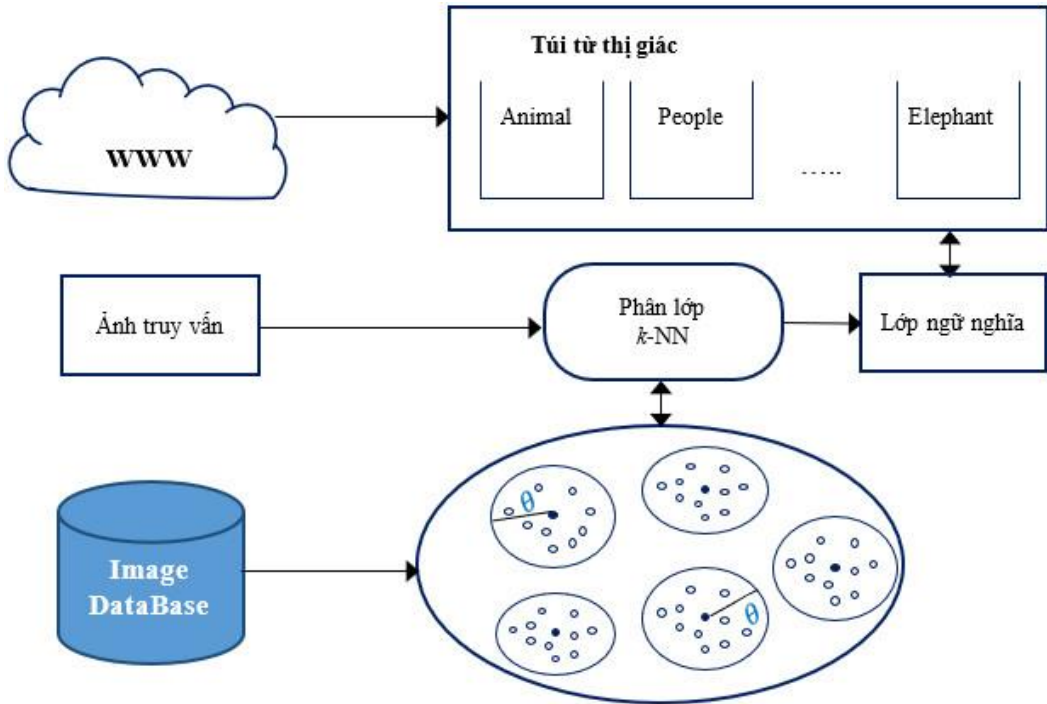 Túi từ thị giác
Animal
People
.....
Elephant
WWW
Ảnh truy vấn
Phân lớp
k-NN
Lớp ngữ nghĩa
Image
DataBase
θ
θ